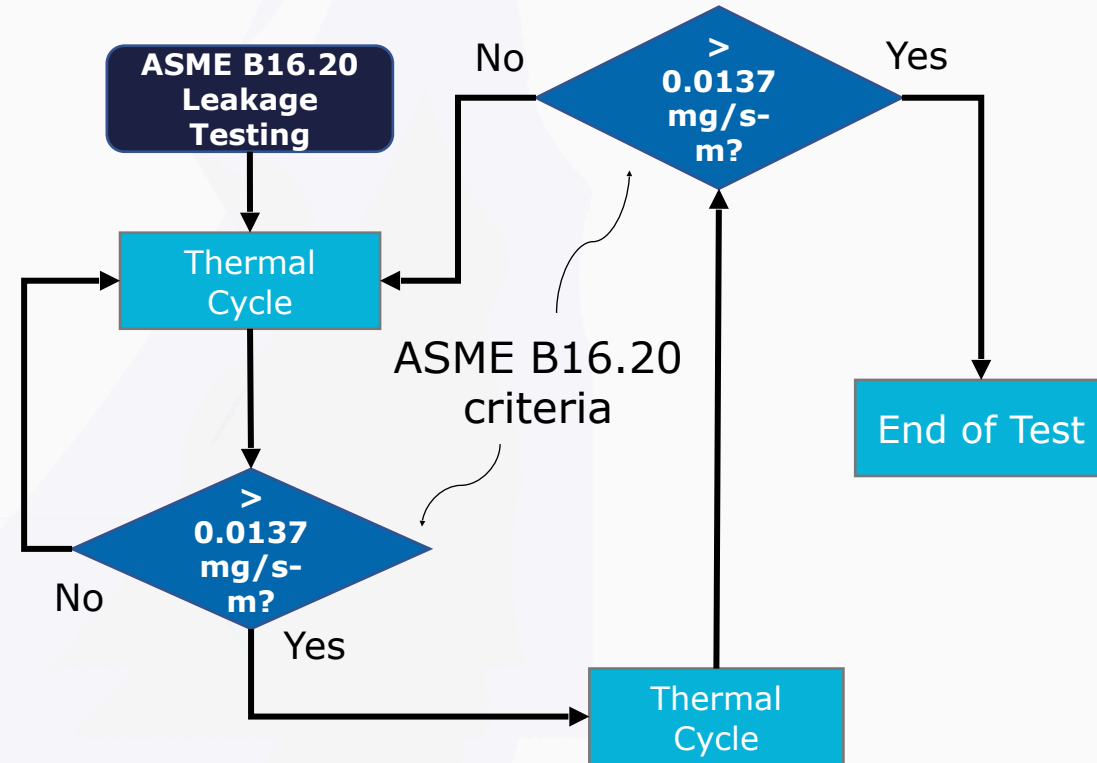 ASME B16.20
Leakage
Testing
No
>
0.0137
mg/s-
m?
Yes
Thermal
Cycle
ASME B16.20
criteria
End of Test
>
0.0137
mg/s-
m?
No
Yes
Thermal
Cycle